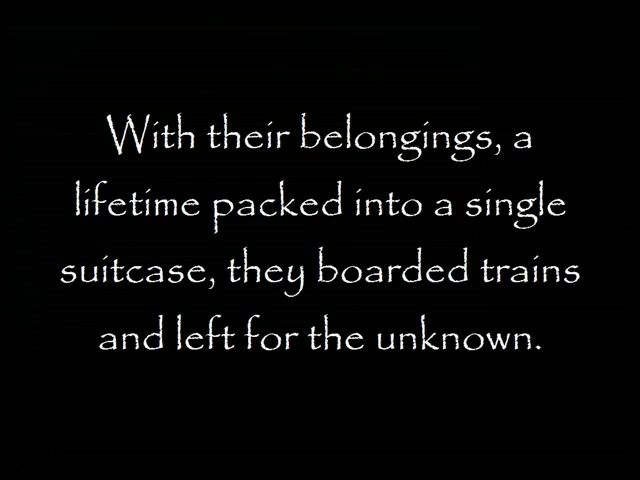 With their belongings, a
lifetime packed into a single
suitcase, they boarded trains
and left for the unknown.